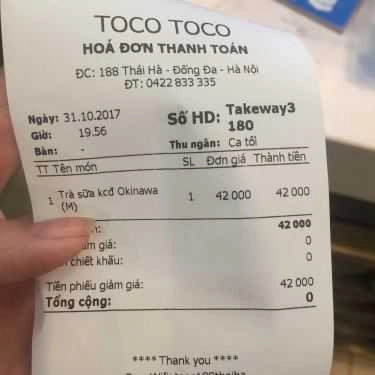 TOCO TOCO
HOÁ ĐƠN THANH TOÁN
ĐC: 188 Thái Hà - Đống Đa - Hà Nội
ĐT: 0422 833 335
Ngày: 31.10.2017 Số HD: Takeway3
Giờ: 19.56 180
Bàn: - Thu ngân: Ca tối
TT Tên món SL Đơn giá Thành tiền
1 Trà sữa kcđ Okinawa 1 42 000 42 000
(M)
42 000
giá: 0
chiết khấu: 0
Tiền phiếu giảm giá: 42 000
Tổng cộng: 0
**** Thank you ****